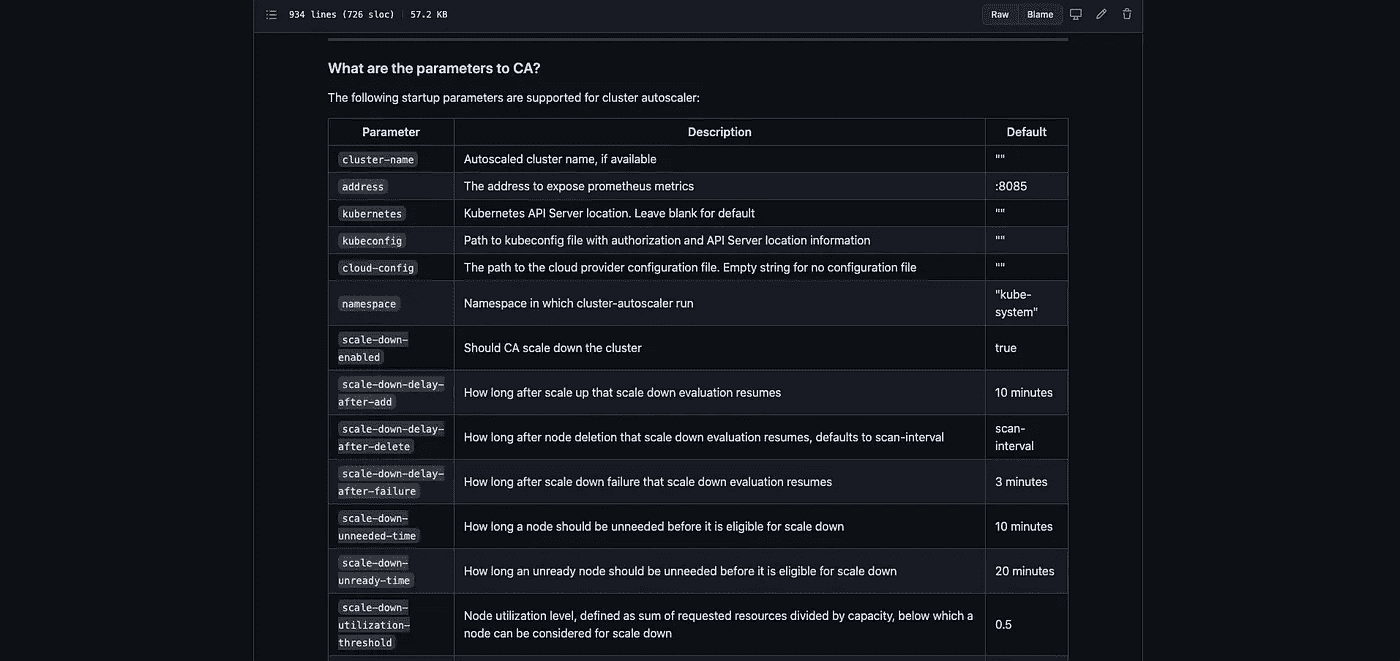 934 lines (726 sloc) 57.2 KB
Raw Blame
What are the parameters to CA?
The following startup parameters are supported for cluster autoscaler:
Parameter Description Default
cluster-name Autoscaled cluster name, if available ""
address The address to expose prometheus metrics :8085
kubernetes Kubernetes API Server location. Leave blank for default ""
kubeconfig Path to kubeconfig file with authorization and API Server location information ""
cloud-config The path to the cloud provider configuration file. Empty string for no configuration file ""
namespace Namespace in which cluster-autoscaler run "kube-
system"
scale-down-
enabled Should CA scale down the cluster true
scale-down-delay-
after-add How long after scale up that scale down evaluation resumes 10 minutes
scale-down-delay-
after-delete How long after node deletion that scale down evaluation resumes, defaults to scan-interval scan-
interval
scale-down-delay-
after-failure How long after scale down failure that scale down evaluation resumes 3 minutes
scale-down-
unneeded-time How long a node should be unneeded before it is eligible for scale down 10 minutes
scale-down-
unready-time How long an unready node should be unneeded before it is eligible for scale down 20 minutes
scale-down-
utilization-
threshold Node utilization level, defined as sum of requested resources divided by capacity, below which a
node can be considered for scale down 0.5